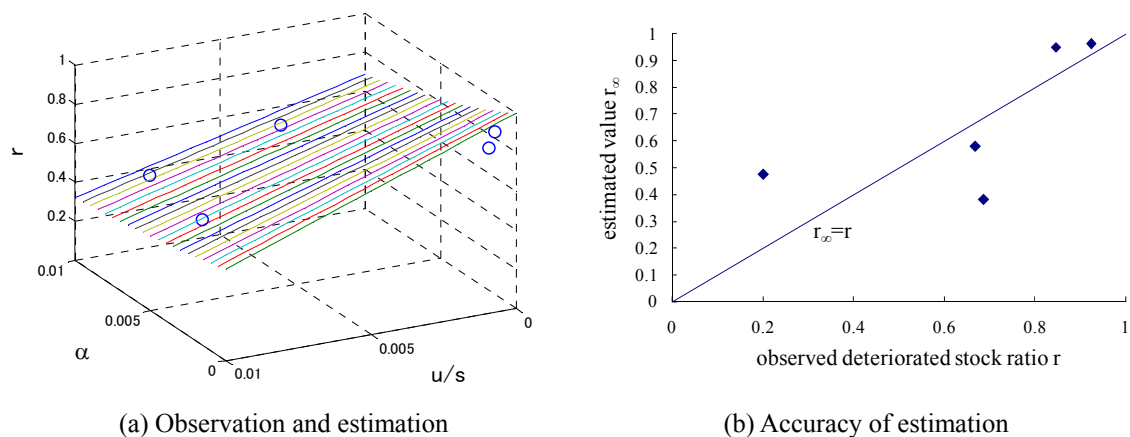 1
0.8
0.6
0.4
0.2
r
0.01
0.005
0
α
0.01
0.005
0
u/s
(a) Observation and estimation
1
0.9
0.8
0.7
0.6
0.5
0.4
0.3
0.2
0.1
0
estimated value r∞
r∞=r
0 0.2 0.4 0.6 0.8 1
observed deteriorated stock ratio r
(b) Accuracy of estimation